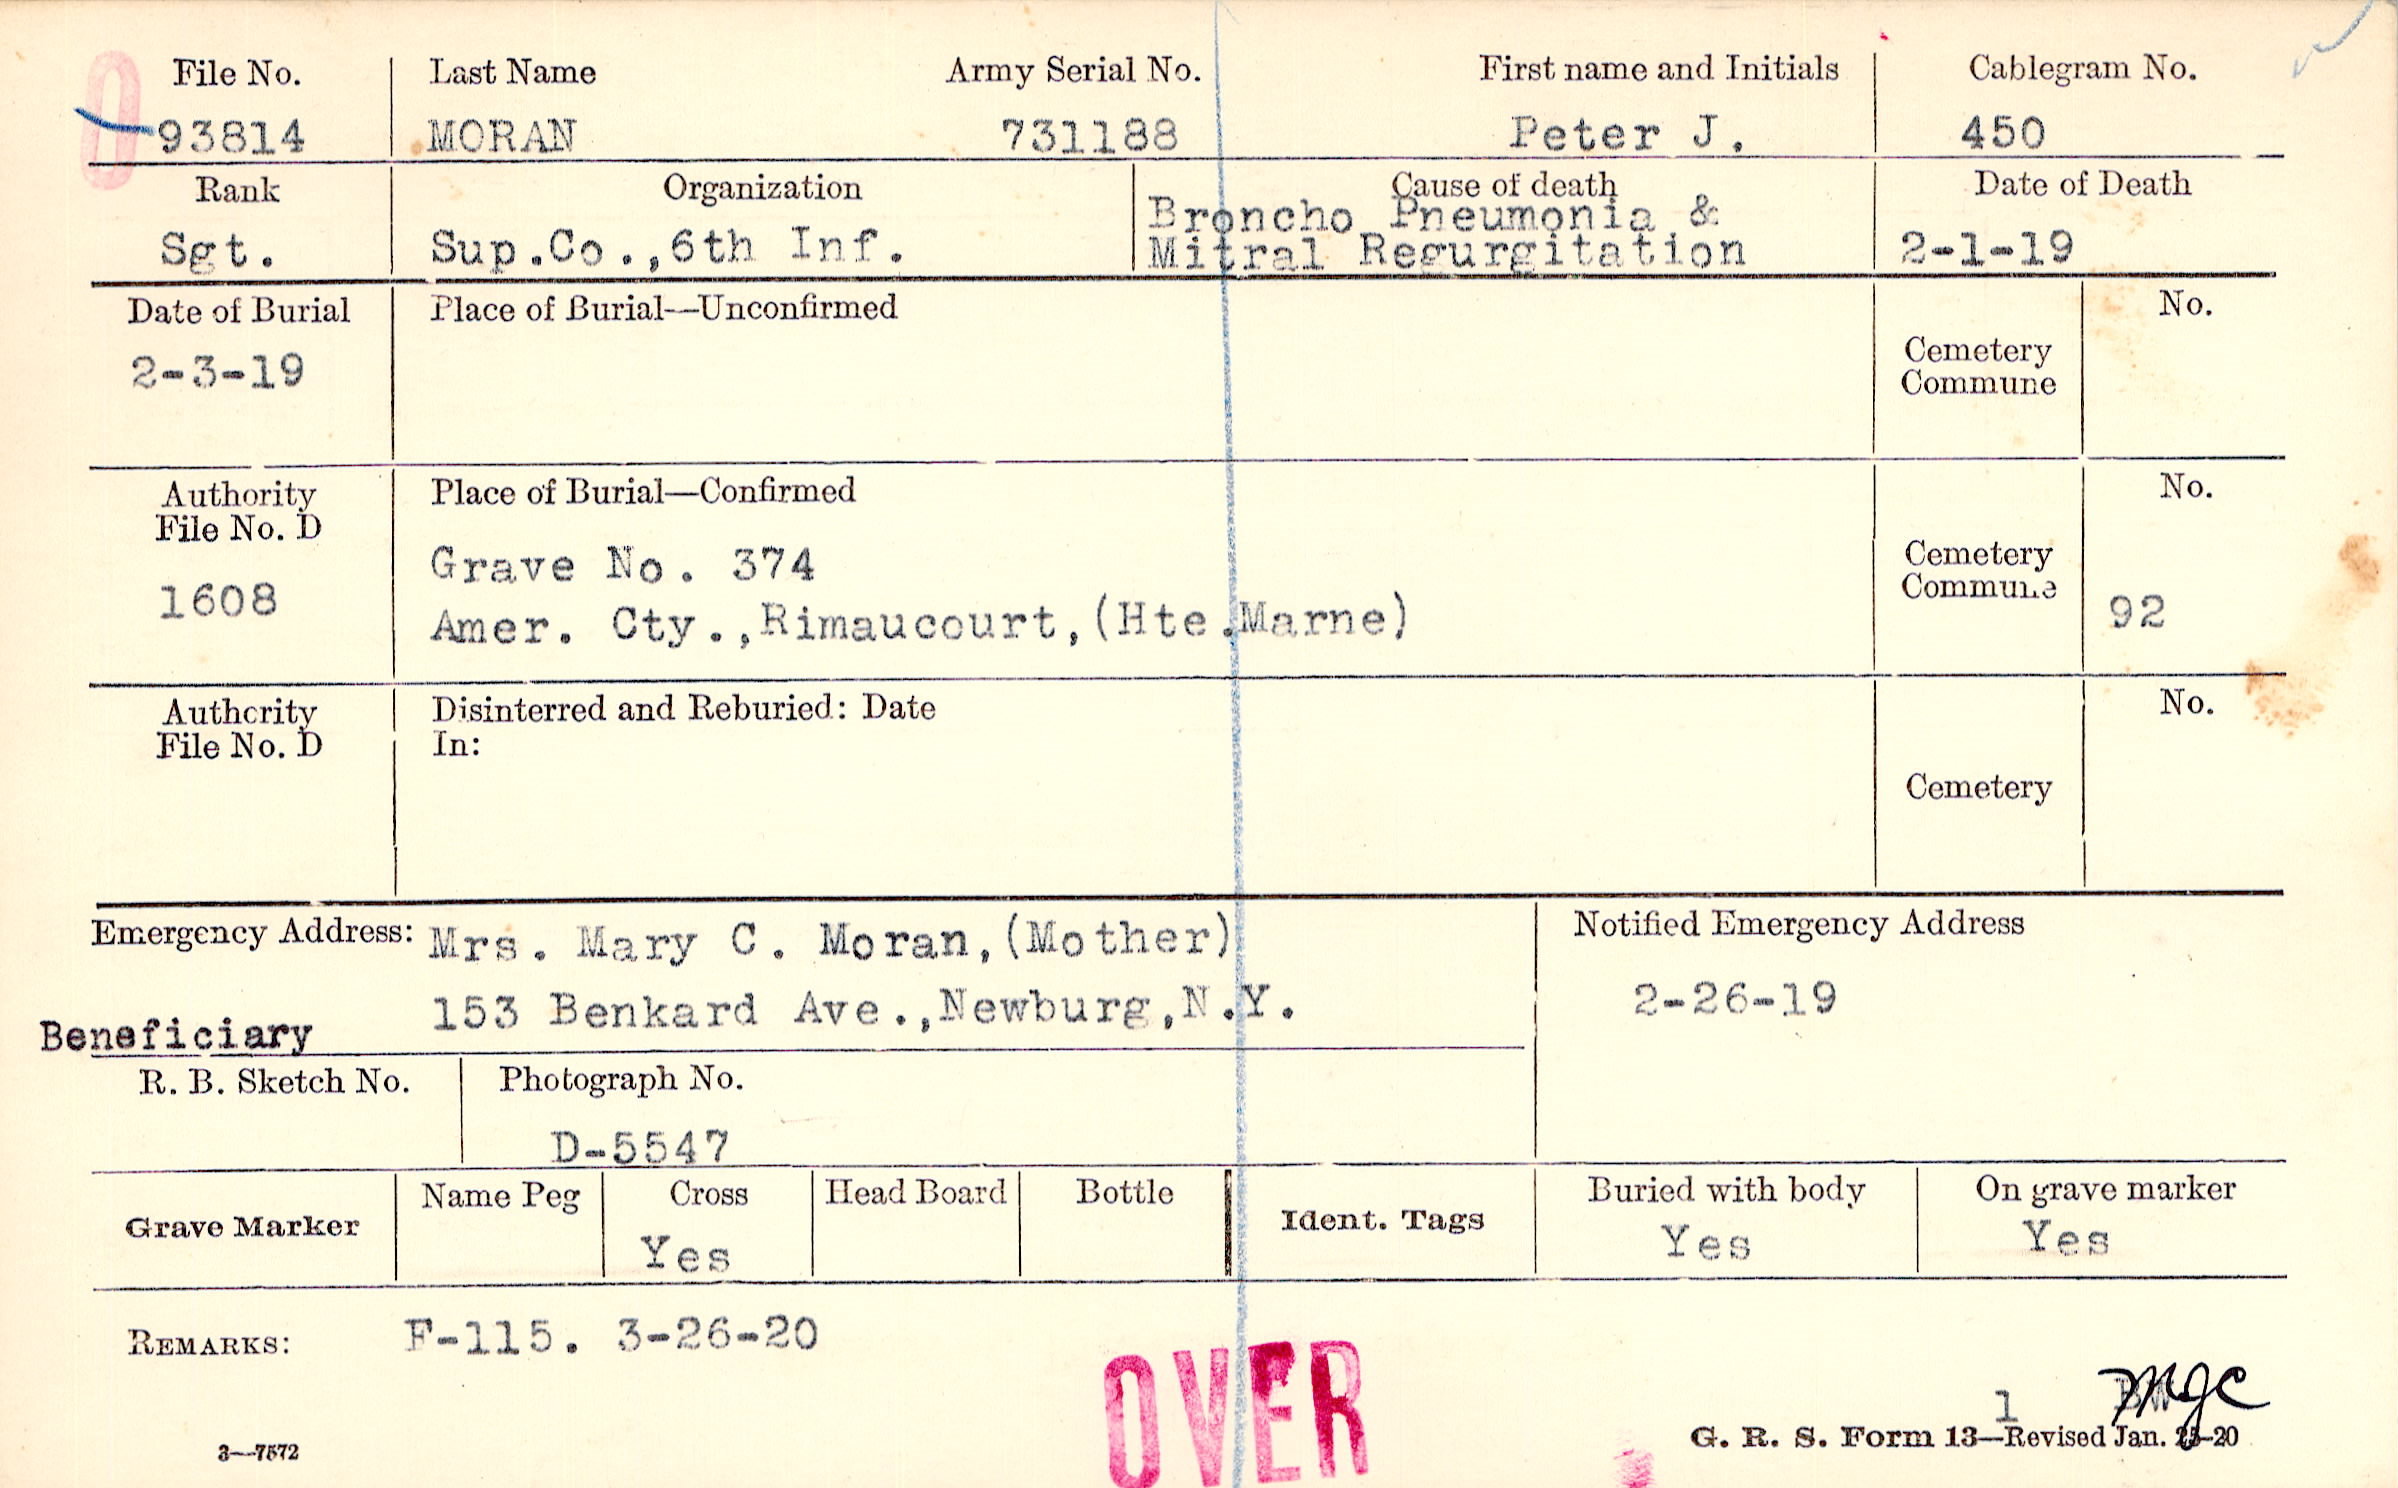 File No. Last Name Army Serial No. First name and Initials Cablegram No.
93814 MORAN 731188 Peter J. 450
Rank Organization Cause of death Date of Death
Broncho Pneumonia &
Sgt. Sup.Co.,6th Inf. Mitral Regurgitation 2-1-19
Date of Burial Place of Burial—Unconfirmed No.
2-3-19 Cemetery
Commune
Authority Place of Burial—Confirmed No.
File No. D
Grave No. 374 Cemetery
1608 Commune
Amer. Cty.,Rimaucourt,(Hte.Marne) 92
Authority Disinterred and Reburied: Date No.
File No. D In:
Cemetery
Emergency Address: Mrs. Mary C. Moran,(Mother) Notified Emergency Address
153 Benkard Ave.,Newburg,N.Y. 2-26-19
Beneficiary
R. B. Sketch No. Photograph No.
D-5547
Name Peg Cross Head Board Bottle Buried with body On grave marker
Grave Marker Ident. Tags
Yes Yes Yes
REMARKS: F-115. 3-26-20
OVER
1 mgc
3—7572 G. R. S. Form 13—Revised Jan. -20